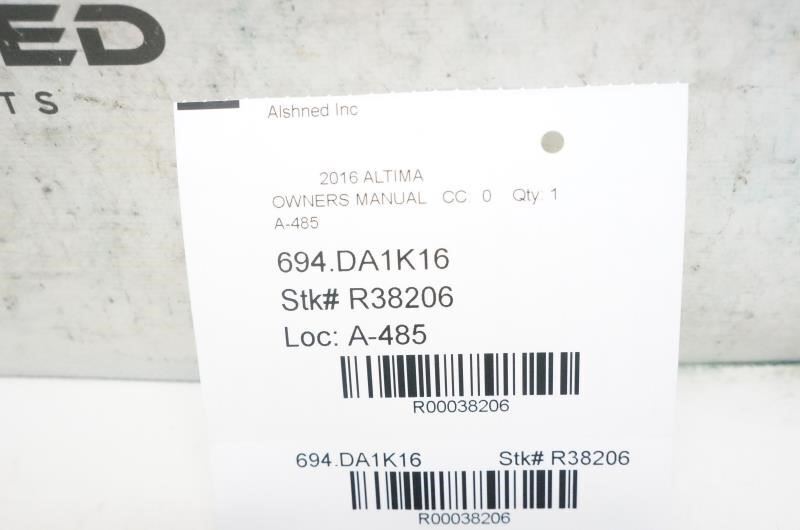 ED
TS
Alshned Inc
2016 ALTIMA
OWNERS MANUAL CC: 0 Qty: 1
A-485
694.DA1K16
Stk# R38206
Loc: A-485
R00038206
694.DA1K16 Stk# R38206
R00038206